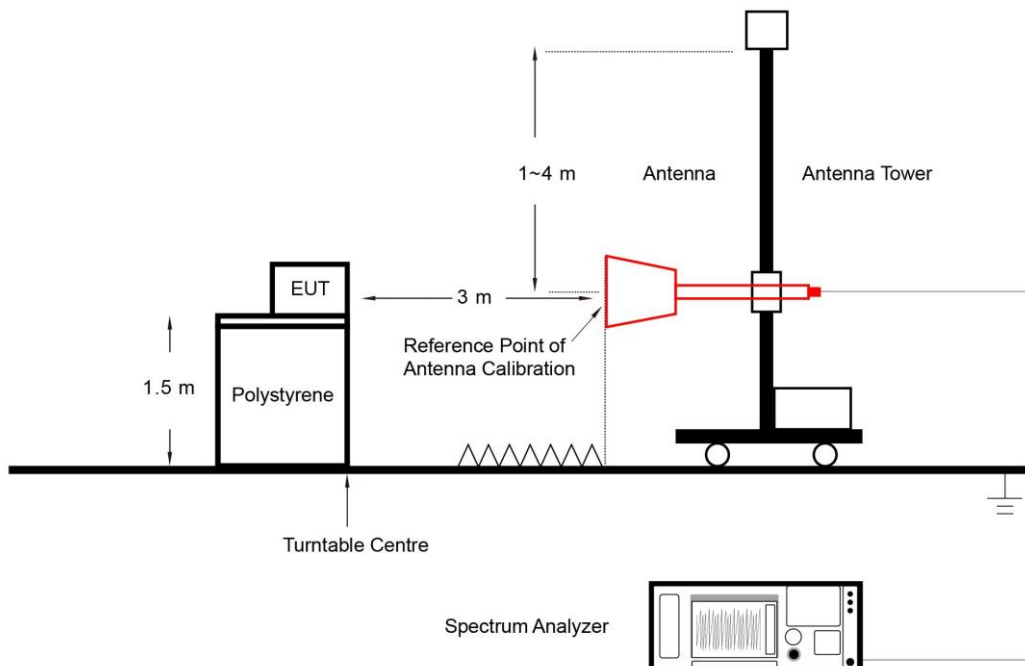 1~4 m
Antenna
Antenna Tower
EUT
3 m
Reference Point of
Antenna Calibration
1.5 m
Polystyrene
Turntable Centre
Spectrum Analyzer